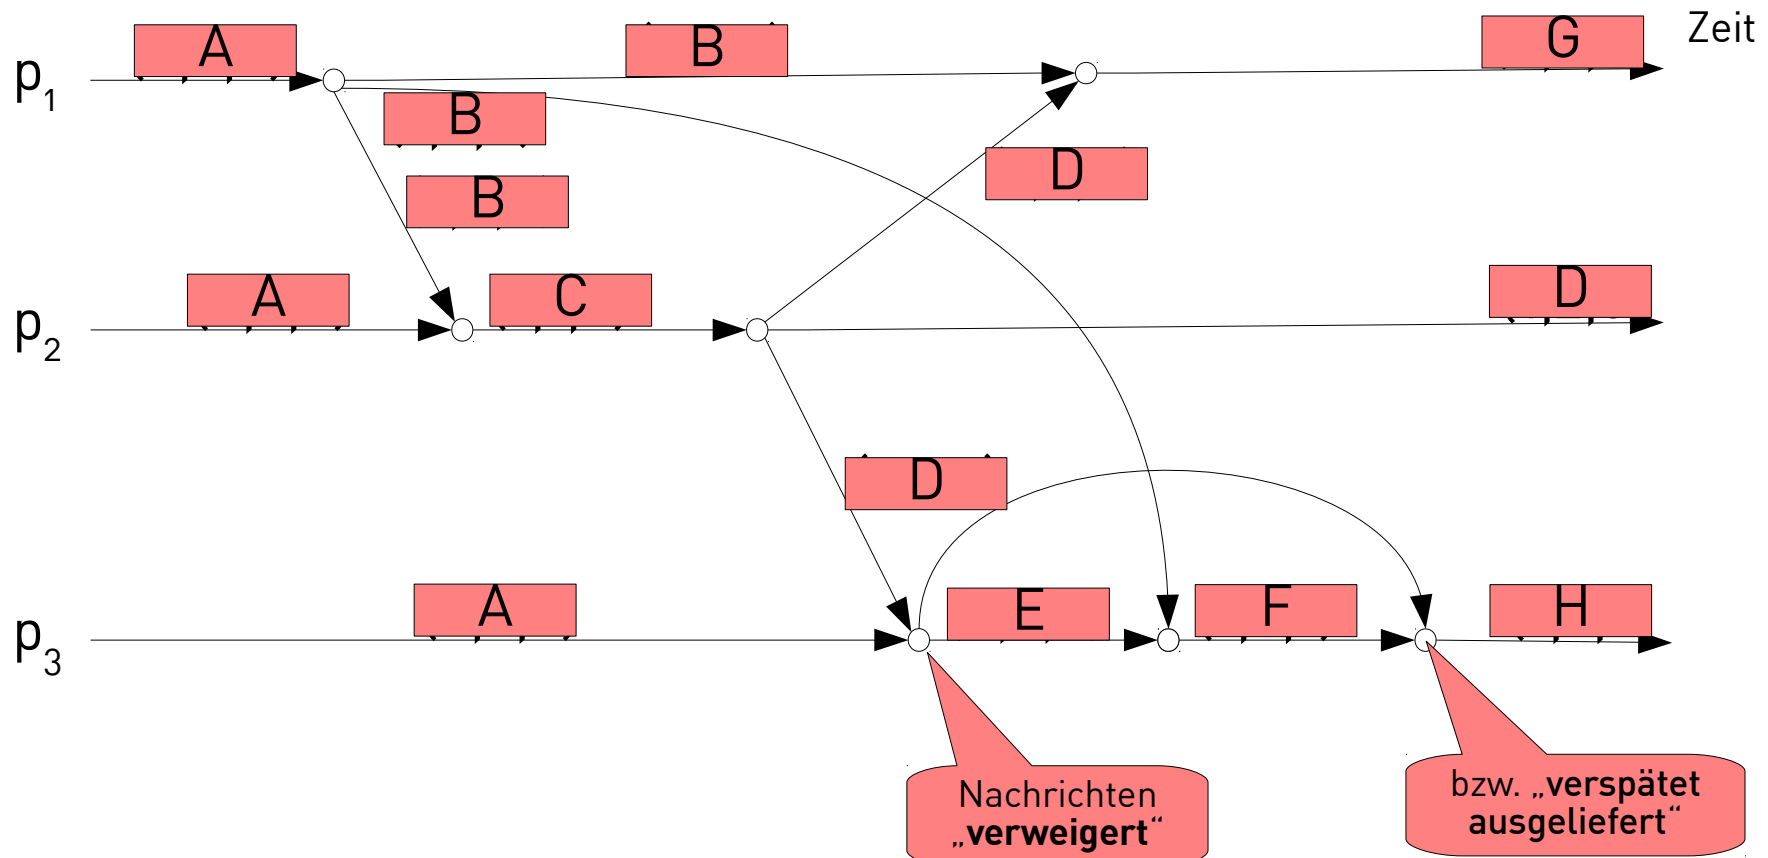 A
B
G
Zeit
p1
B
D
B
A
C
D
p2
D
A
E
F
H
p3
Nachrichten
„verweigert“
bzw. „verspätet
ausgeliefert“